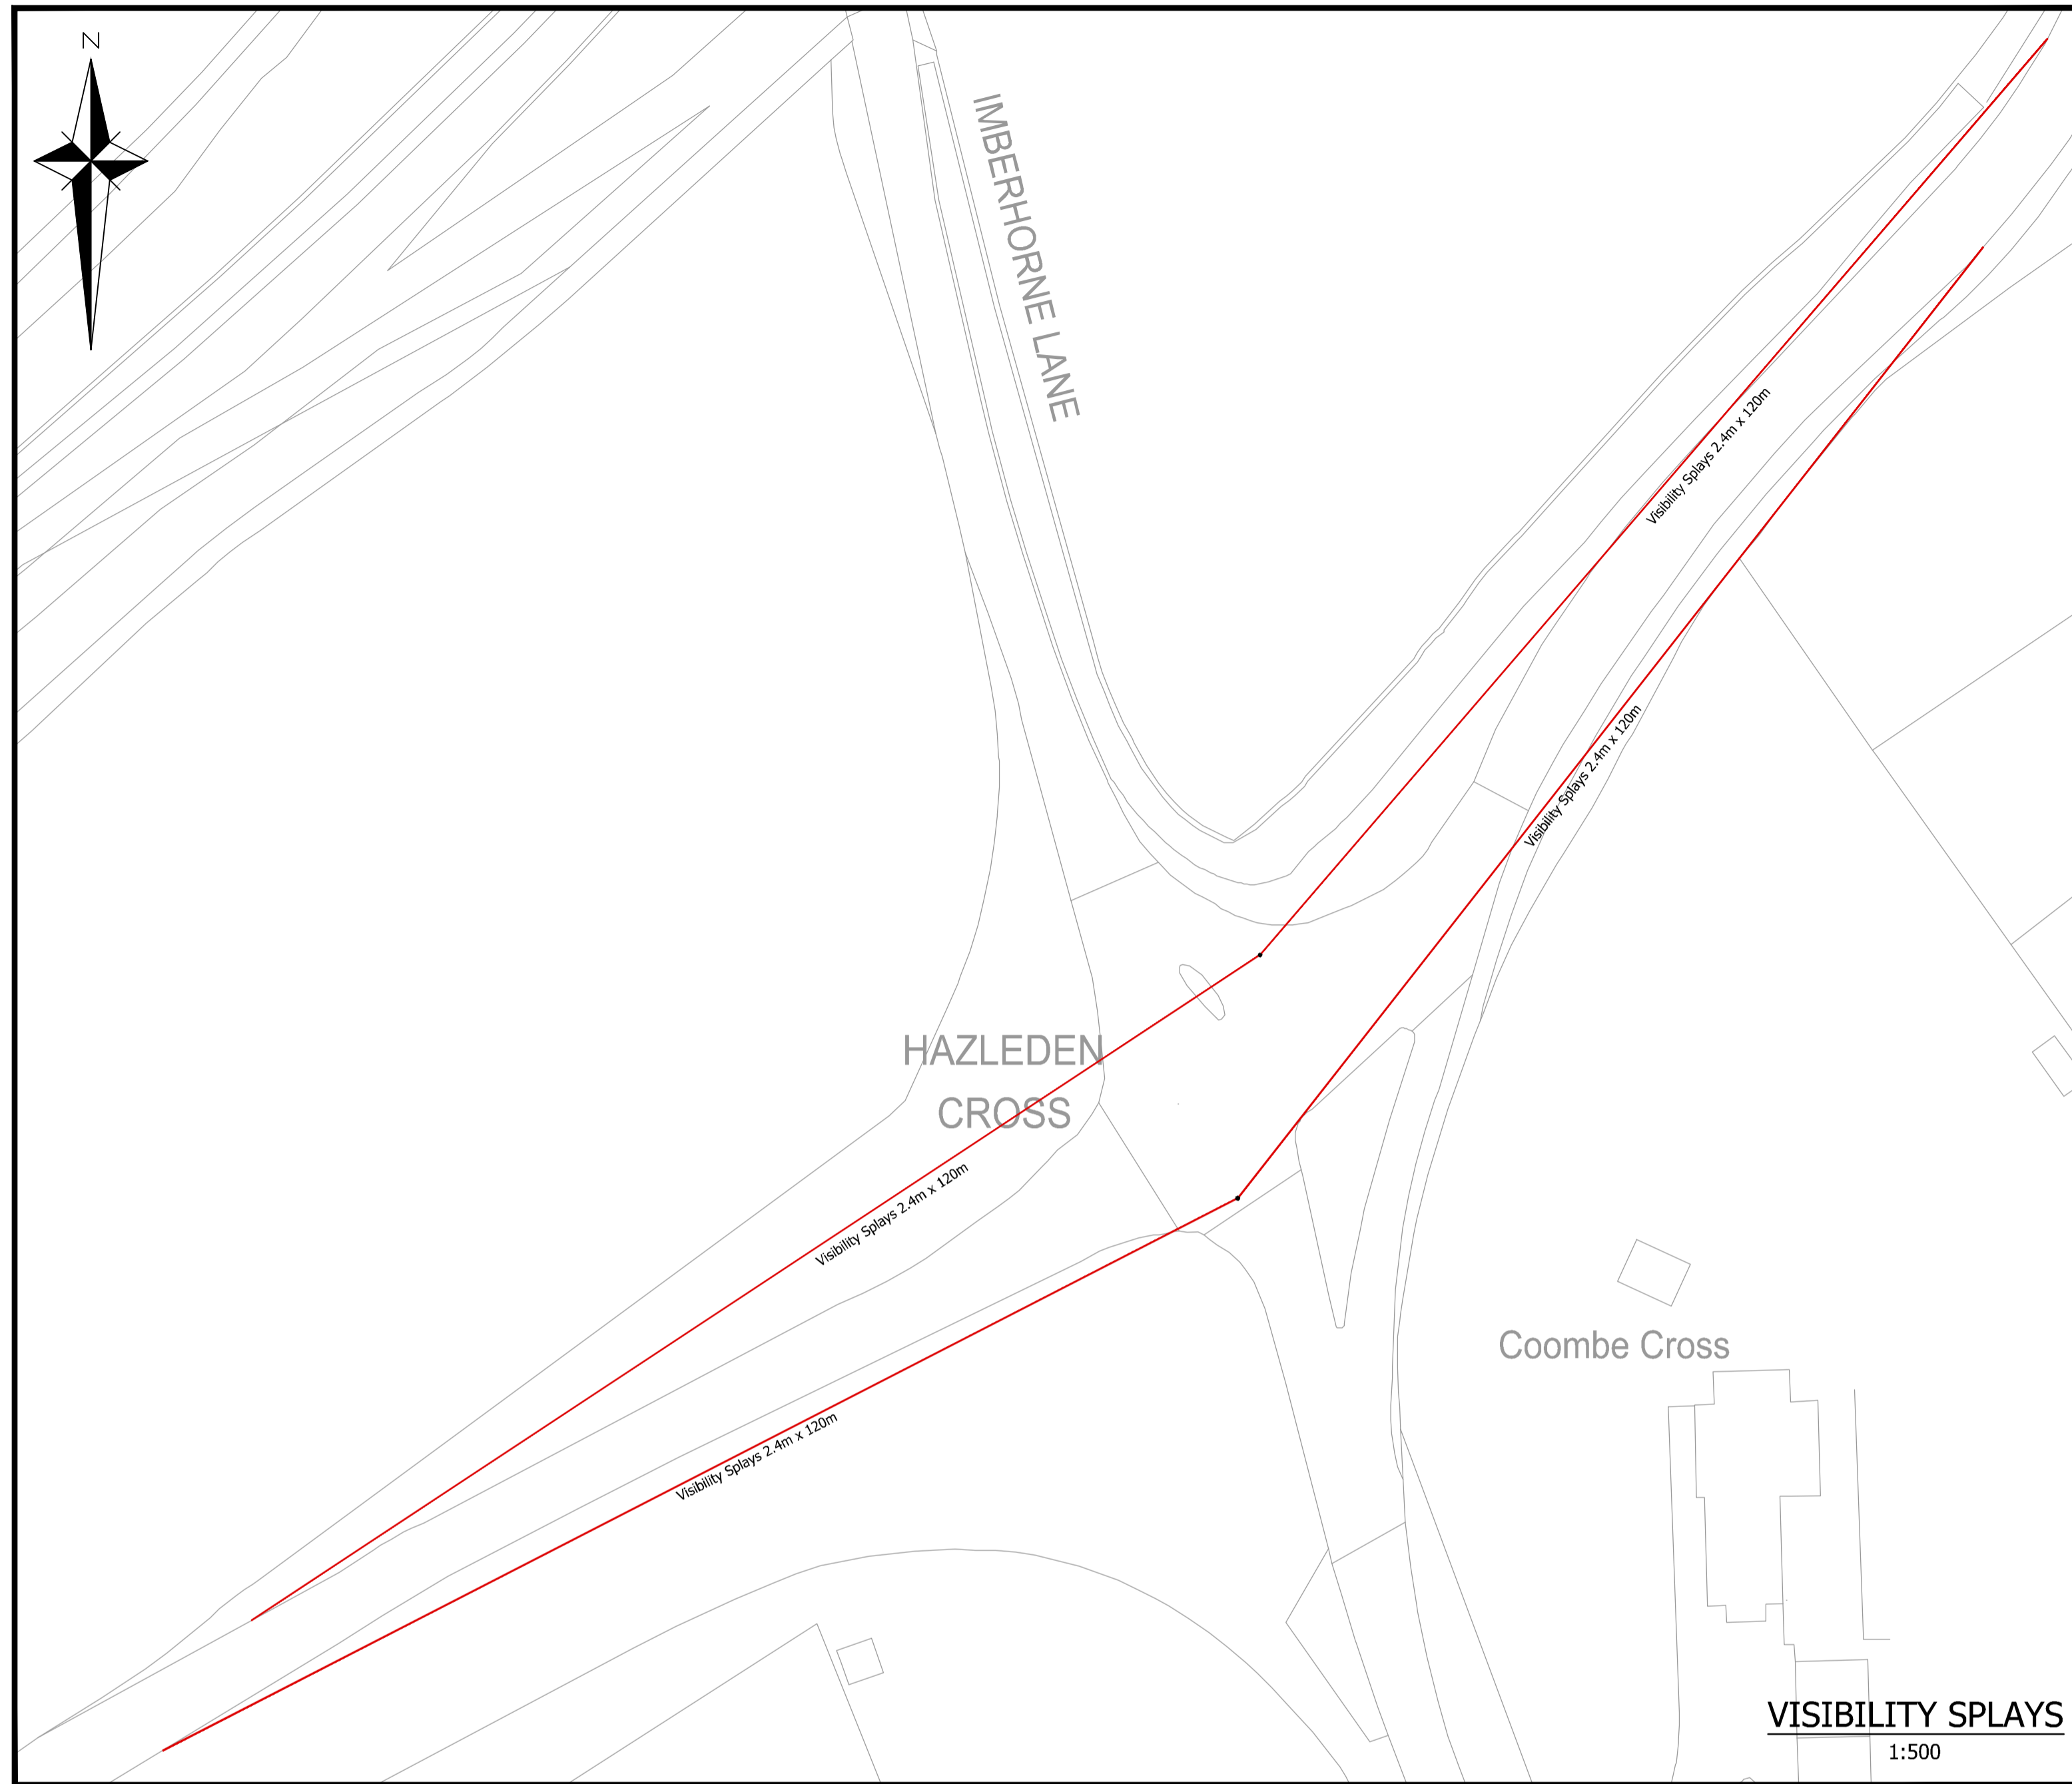 N
IMBERHORNE LANE
Visibility Splays 2.4m x 120m
Visibility Splays 2.4m x 120m
HAZLEDEN
CROSS
Visibility Splays 2.4m x 120m
Coombe Cross
Visibility Splays 2.4m x 120m
VISIBILITY SPLAYS
1:500